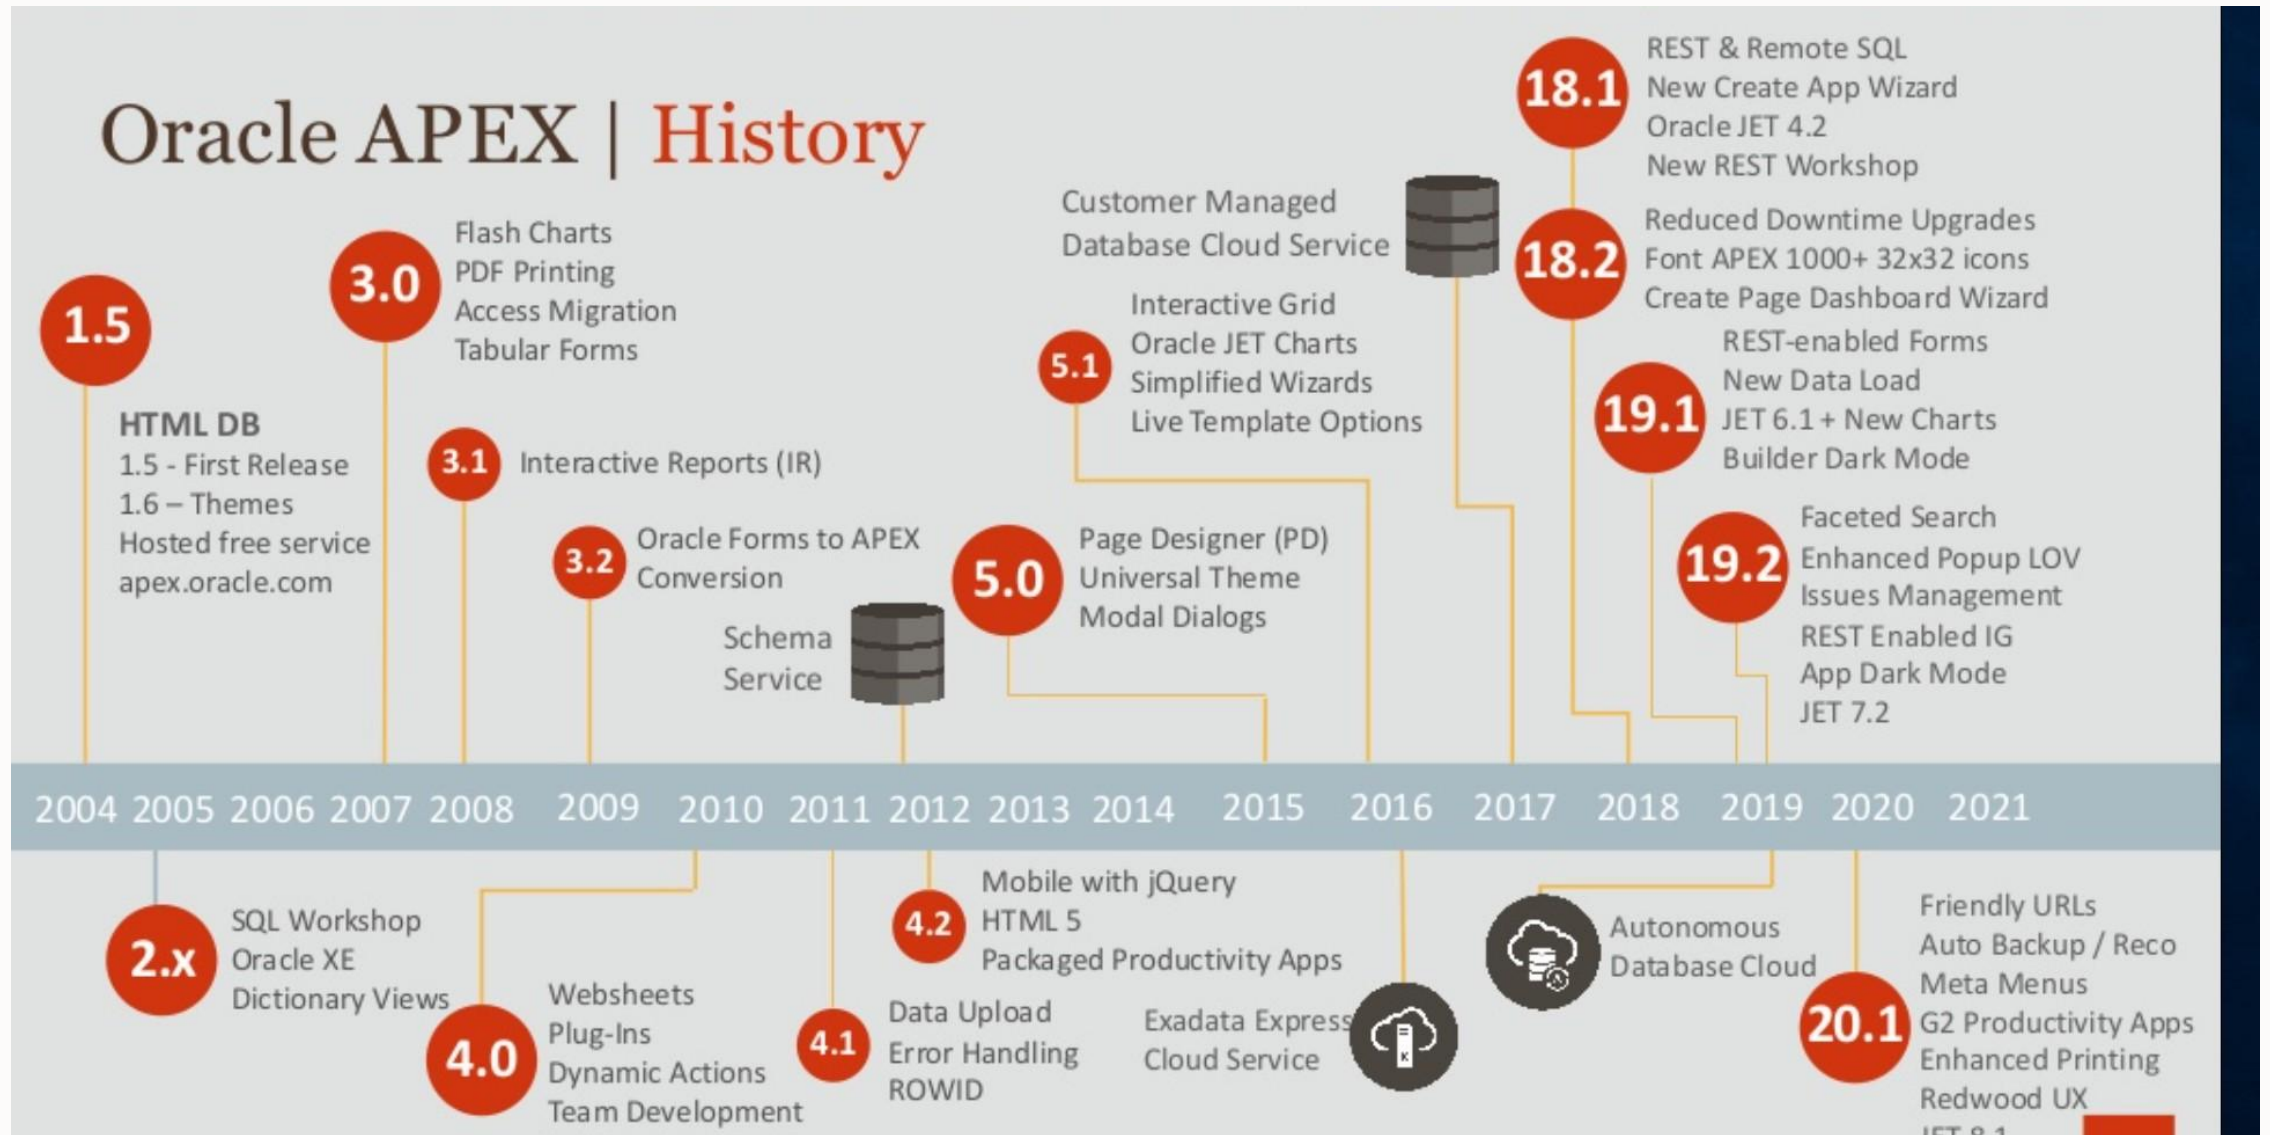 Oracle APEX | History
1.5
HTML DB
1.5 - First Release
1.6 – Themes
Hosted free service
apex.oracle.com
3.0
Flash Charts
PDF Printing
Access Migration
Tabular Forms
3.1
Interactive Reports (IR)
3.2
Oracle Forms to APEX
Conversion
Schema
Service
5.0
Page Designer (PD)
Universal Theme
Modal Dialogs
5.1
Interactive Grid
Oracle JET Charts
Simplified Wizards
Live Template Options
Customer Managed
Database Cloud Service
18.1
REST & Remote SQL
New Create App Wizard
Oracle JET 4.2
New REST Workshop
18.2
Reduced Downtime Upgrades
Font APEX 1000+ 32x32 icons
Create Page Dashboard Wizard
19.1
REST-enabled Forms
New Data Load
JET 6.1 + New Charts
Builder Dark Mode
19.2
Faceted Search
Enhanced Popup LOV
Issues Management
REST Enabled IG
App Dark Mode
JET 7.2
2004 2005 2006 2007 2008 2009 2010 2011 2012 2013 2014 2015 2016 2017 2018 2019 2020 2021
2.x
SQL Workshop
Oracle XE
Dictionary Views
4.0
Websheets
Plug-Ins
Dynamic Actions
Team Development
4.1
Data Upload
Error Handling
ROWID
4.2
Mobile with jQuery
HTML 5
Packaged Productivity Apps
Exadata Express
Cloud Service
K
Autonomous
Database Cloud
A
20.1
Friendly URLs
Auto Backup / Reco
Meta Menus
G2 Productivity Apps
Enhanced Printing
Redwood UX
JET 8.1